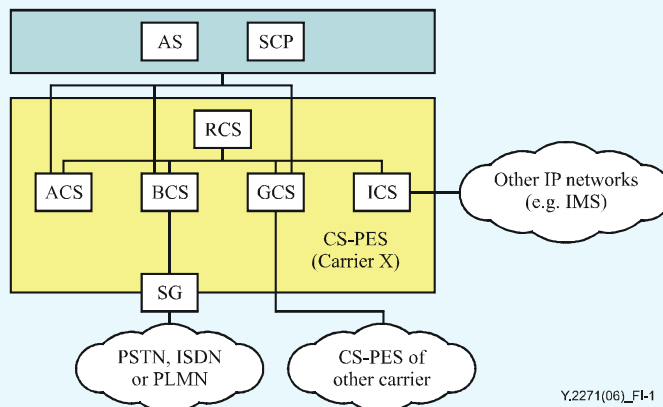 AS
SCP
RCS
ACS
BCS
GCS
ICS
Other IP networks
(e.g. IMS)
CS-PES
(Carrier X)
SG
PSTN, ISDN
or PLMN
CS-PES of
other carrier
Y.2271(06)_FI-1